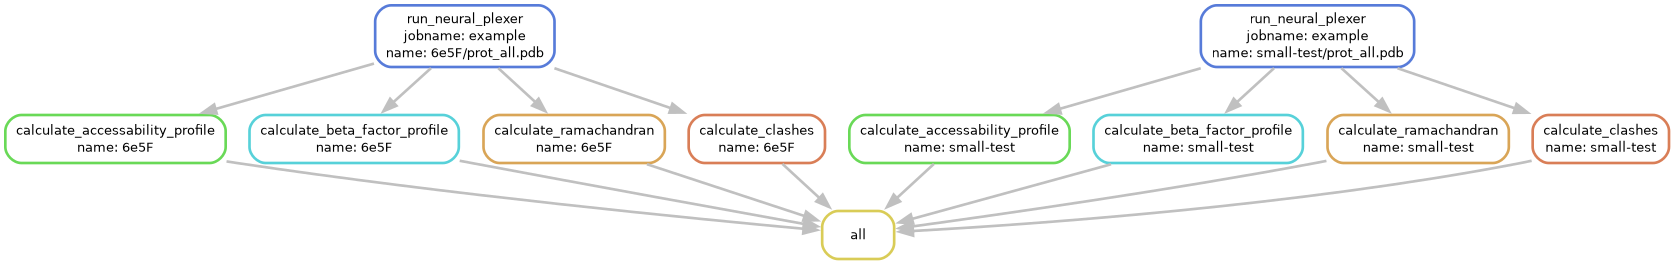 run_neural_plexer
jobname: example
name: 6e5F/prot_all.pdb
run_neural_plexer
jobname: example
name: small-test/prot_all.pdb
calculate_accessability_profile
name: 6e5F
calculate_beta_factor_profile
name: 6e5F
calculate_ramachandran
name: 6e5F
calculate_clashes
name: 6e5F
calculate_accessability_profile
name: small-test
calculate_beta_factor_profile
name: small-test
calculate_ramachandran
name: small-test
calculate_clashes
name: small-test
all